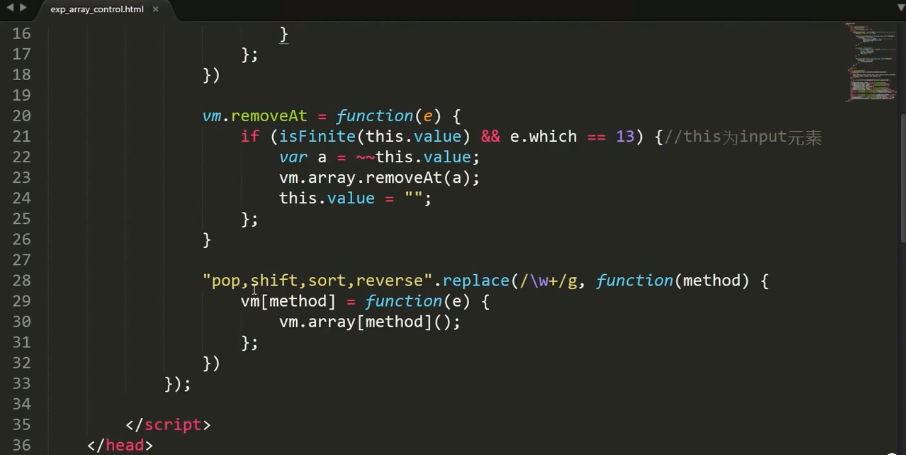 exp_array_control.html ×
16 }
17 };
18 })
19
20 vm.removeAt = function(e) {
21 if (isFinite(this.value) && e.which == 13) {//this为input元素
22 var a = ~~this.value;
23 vm.array.removeAt(a);
24 this.value = "";
25 };
26 }
27
28 "pop,shift,sort,reverse".replace(/\w+/g, function(method) {
29 vm[method] = function(e) {
30 vm.array[method]();
31 };
32 })
33 });
34
35 </script>
36 </head>